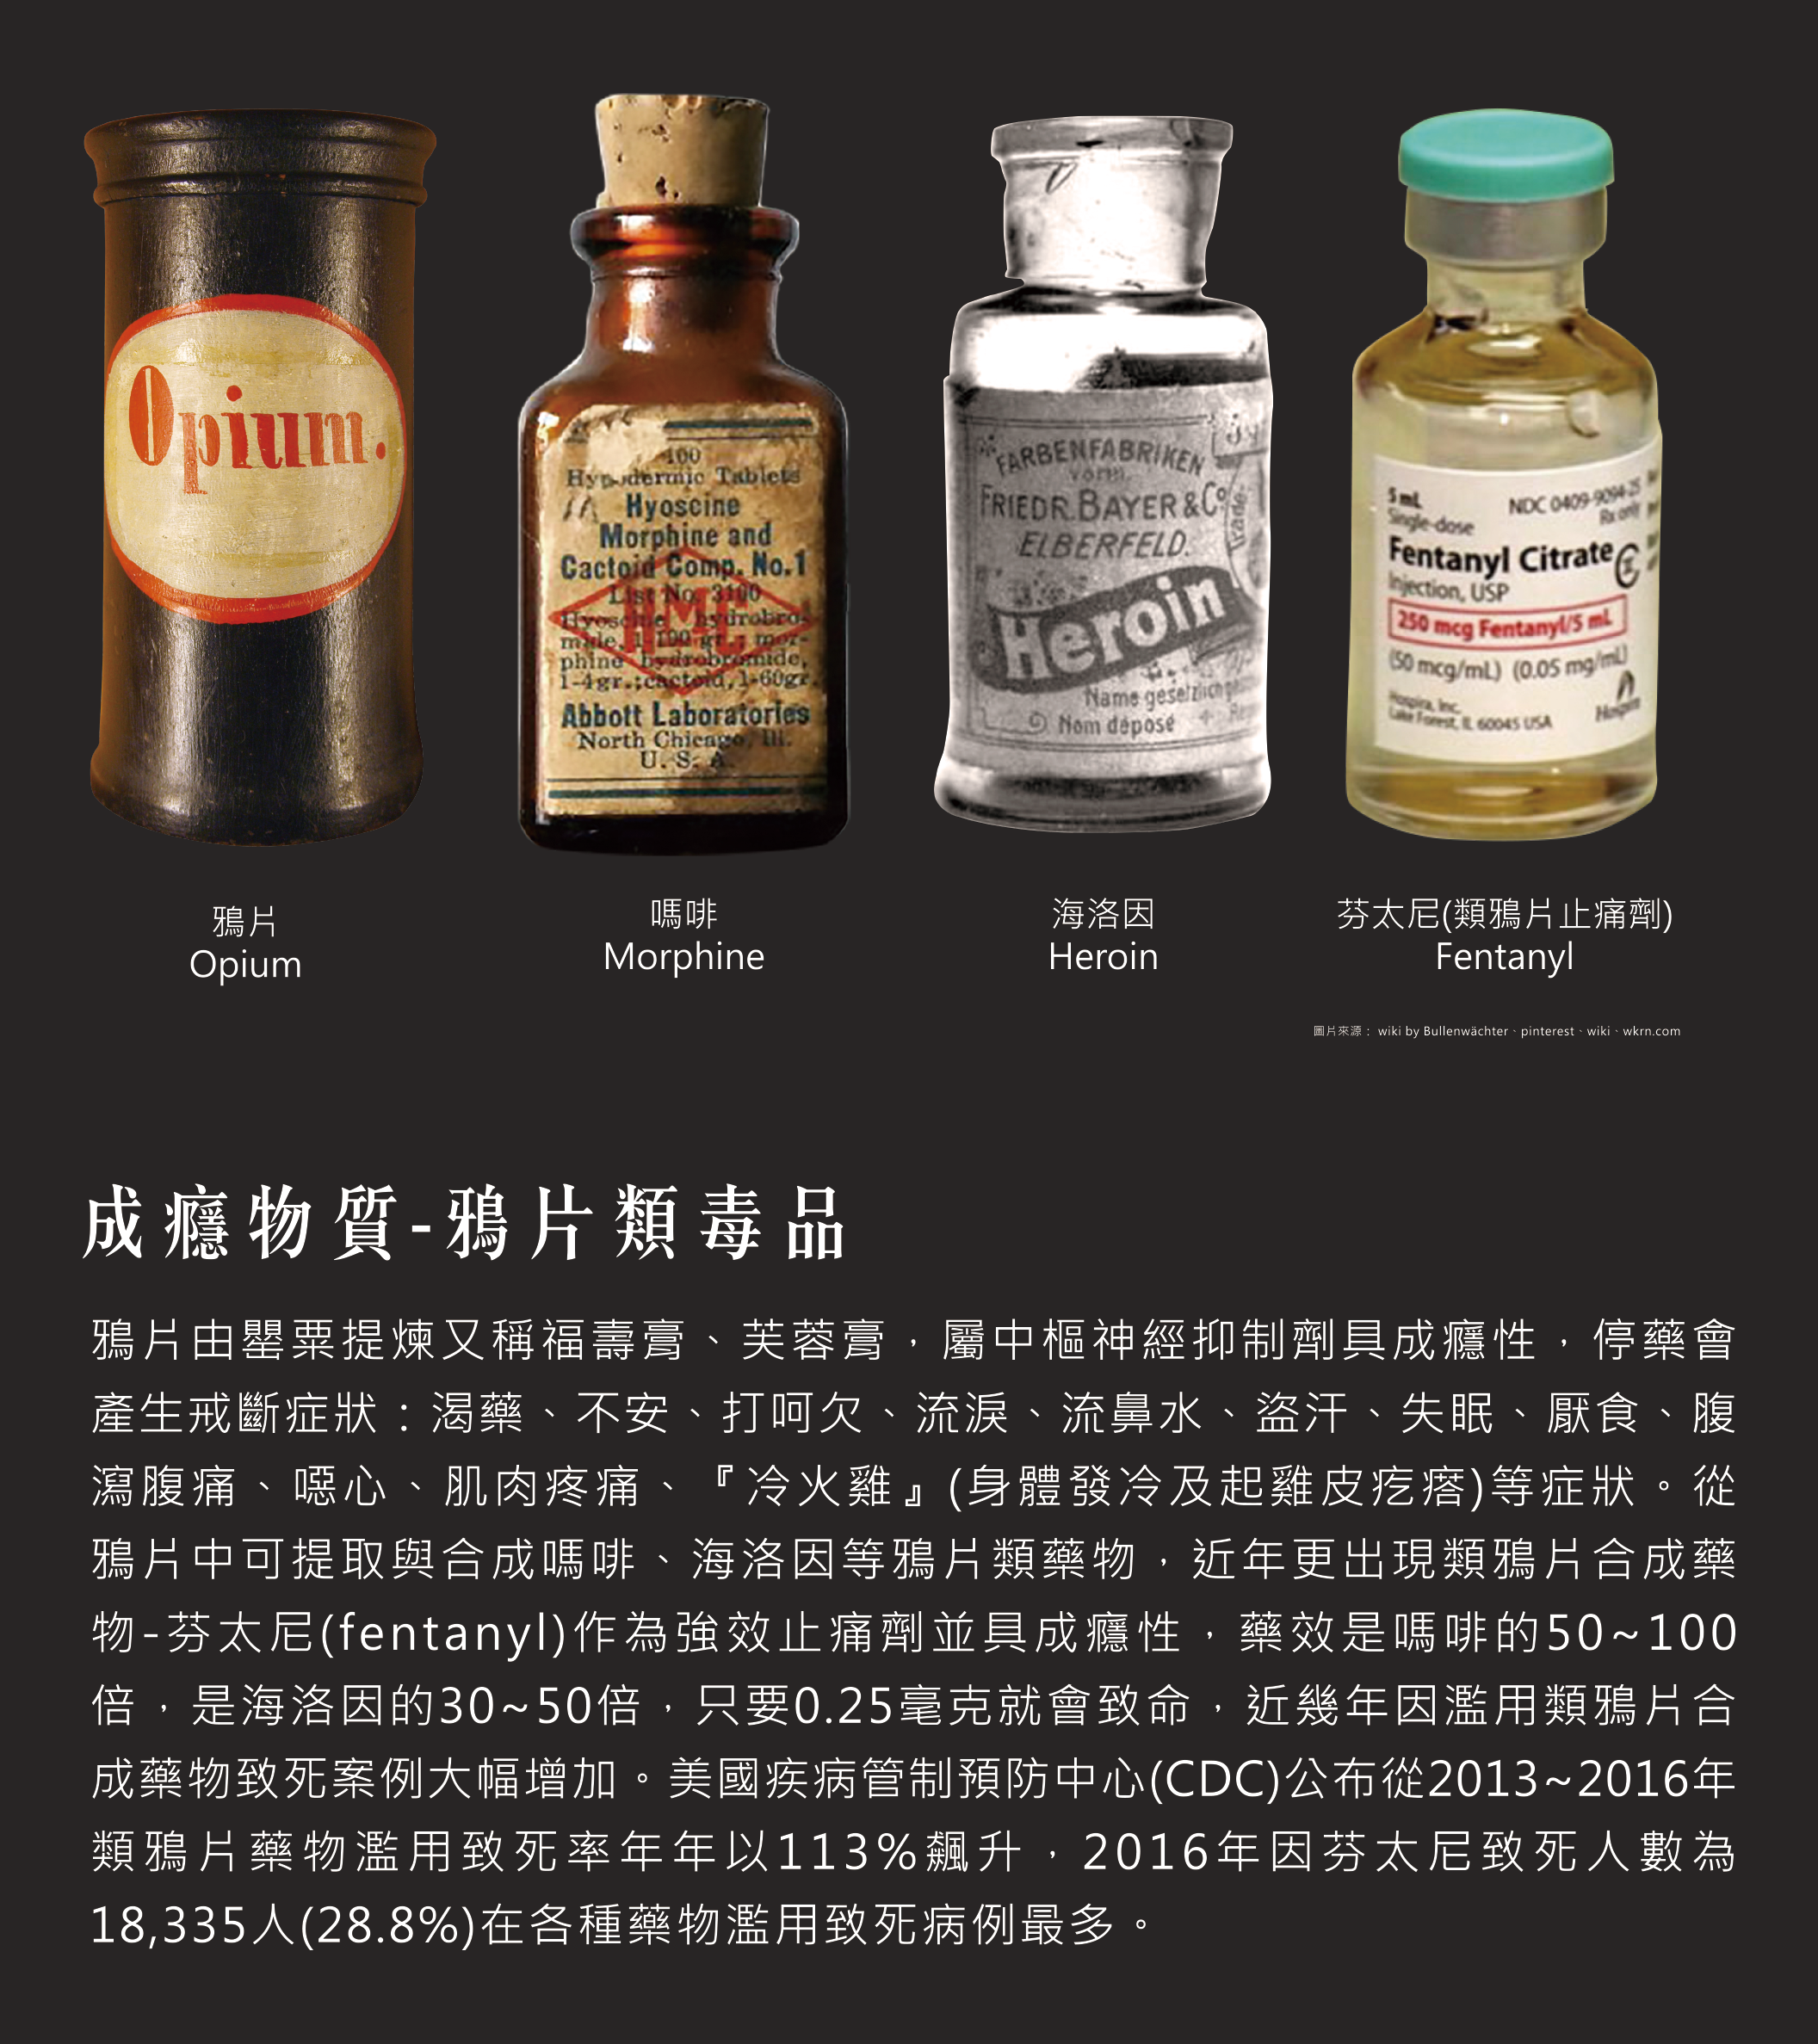 Opium.
100
Hypodermic Tablets
Hyoscine
Morphine and
Cactoid Comp. No.1
List No. 3100
Hyoscine hydrobro-
mide, 1-100 gr.; mor-
phine hydrobromide,
1-4gr.;cactoid,1-60gr.
Abbott Laboratories
North Chicago, Ill.
U. S. A.
FARBENFABRIKEN
vorm.
FRIEDR. BAYER & Co
ELBERFELD.
Trade
Heroin
Name gesetzlich
Nom déposé
5 mL
NDC 0409-9094-25
Single-dose
Rx only
Fentanyl Citrate
Injection, USP
250 mcg Fentanyl/5 mL
(50 mcg/mL) (0.05 mg/mL)
Hospira, Inc.
Lake Forest, IL 60045 USA
Hospira
鴉片
Opium
嗎啡
Morphine
海洛因
Heroin
芬太尼(類鴉片止痛劑)
Fentanyl
圖片來源： wiki by Bullenwächter、pinterest、wiki、wkrn.com
成癮物質-鴉片類毒品
鴉片由罌粟提煉又稱福壽膏、芙蓉膏，屬中樞神經抑制劑具成癮性，停藥會
產生戒斷症狀：渴藥、不安、打呵欠、流淚、流鼻水、盜汗、失眠、厭食、腹
瀉腹痛、噁心、肌肉疼痛、『冷火雞』(身體發冷及起雞皮疙瘩)等症狀。從
鴉片中可提取與合成嗎啡、海洛因等鴉片類藥物，近年更出現類鴉片合成藥
物-芬太尼(fentanyl)作為強效止痛劑並具成癮性，藥效是嗎啡的50~100
倍，是海洛因的30~50倍，只要0.25毫克就會致命，近幾年因濫用類鴉片合
成藥物致死案例大幅增加。美國疾病管制預防中心(CDC)公布從2013~2016年
類鴉片藥物濫用致死率年年以113%飆升，2016年因芬太尼致死人數為
18,335人(28.8%)在各種藥物濫用致死病例最多。